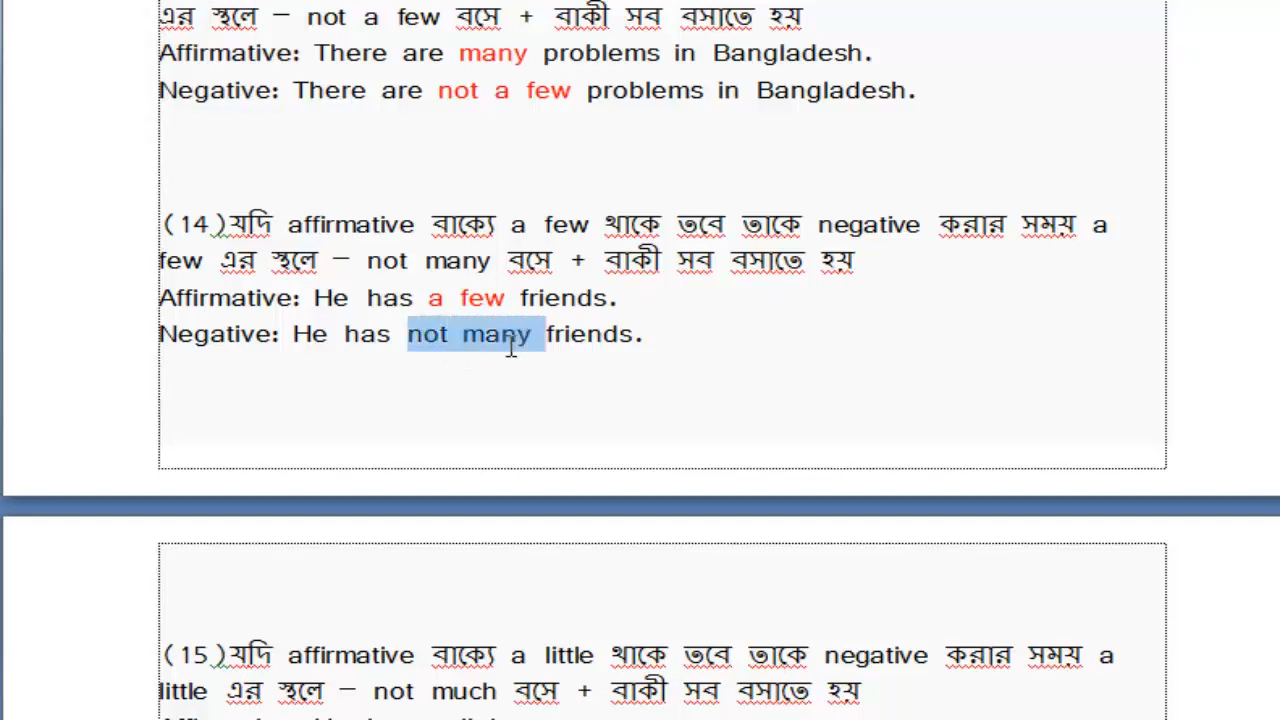 এর স্থলে – not a few বসে + বাকী সব বসাতে হয়
Affirmative: There are many problems in Bangladesh.
Negative: There are not a few problems in Bangladesh.
(14)যদি affirmative বাক্যে a few থাকে তবে তাকে negative করার সময় a
few এর স্থলে – not many বসে + বাকী সব বসাতে হয়
Affirmative: He has a few friends.
Negative: He has not many friends.
(15)যদি affirmative বাক্যে a little থাকে তবে তাকে negative করার সময় a
little এর স্থলে – not much বসে + বাকী সব বসাতে হয়